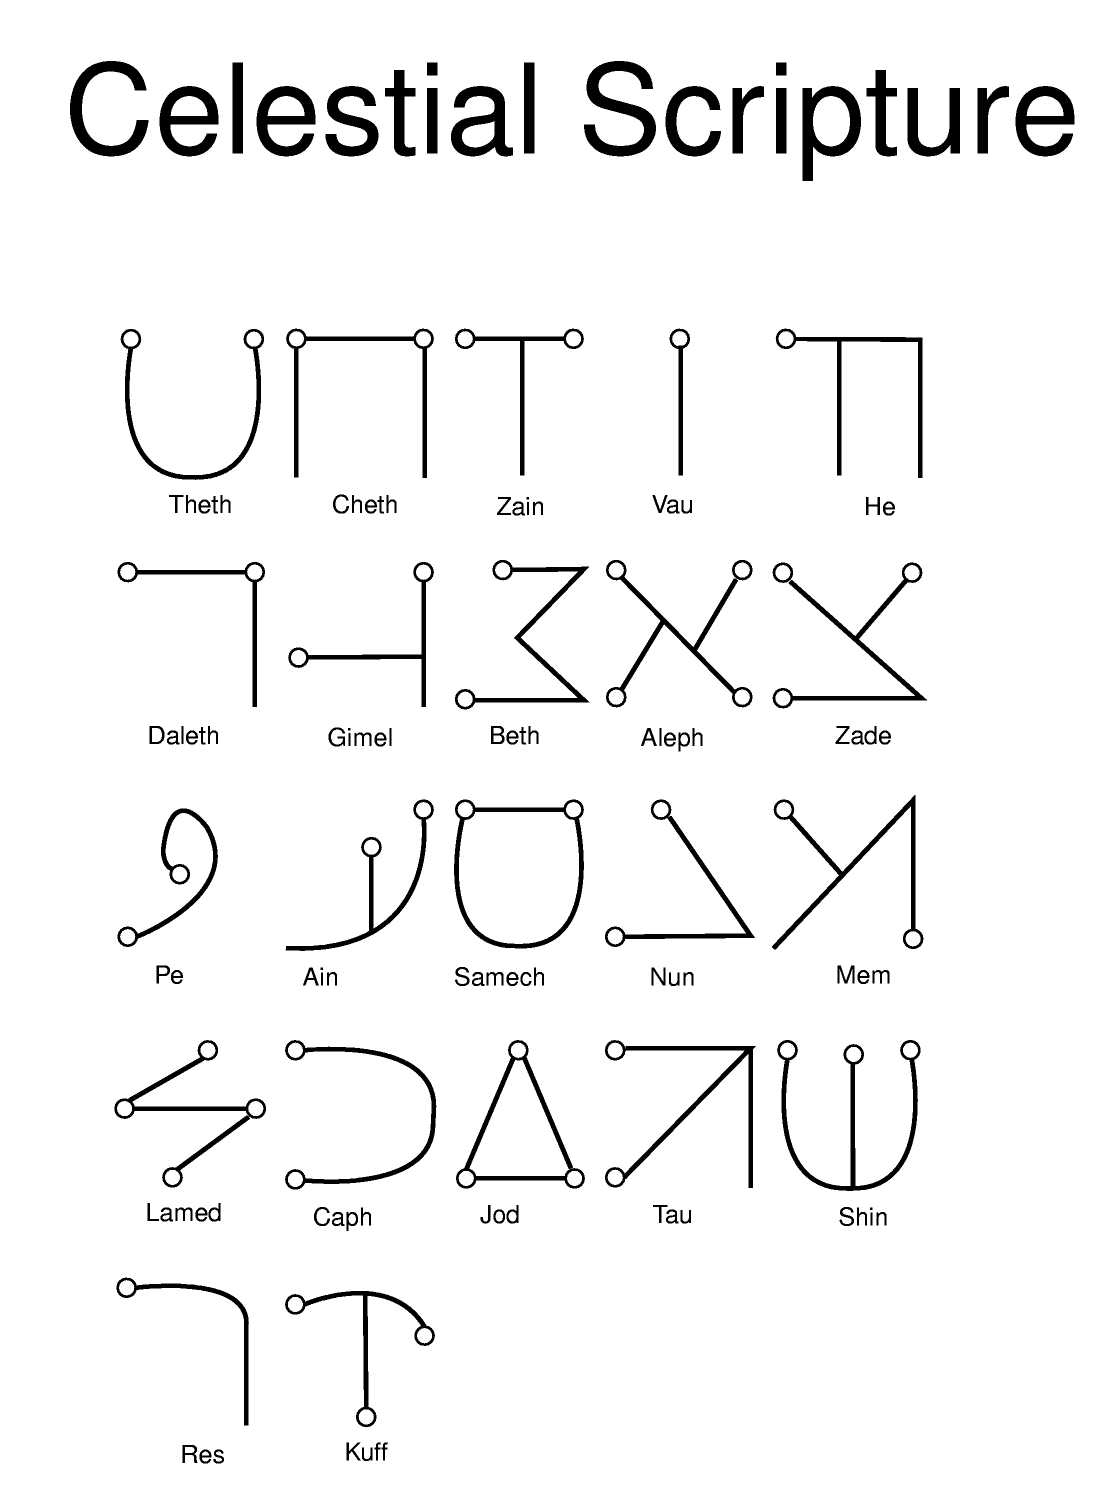 Celestial Scripture
Theth Cheth Zain Vau He
Daleth Gimel Beth Aleph Zade
Pe Ain Samech Nun Mem
Lamed Caph Jod Tau Shin
Res Kuff